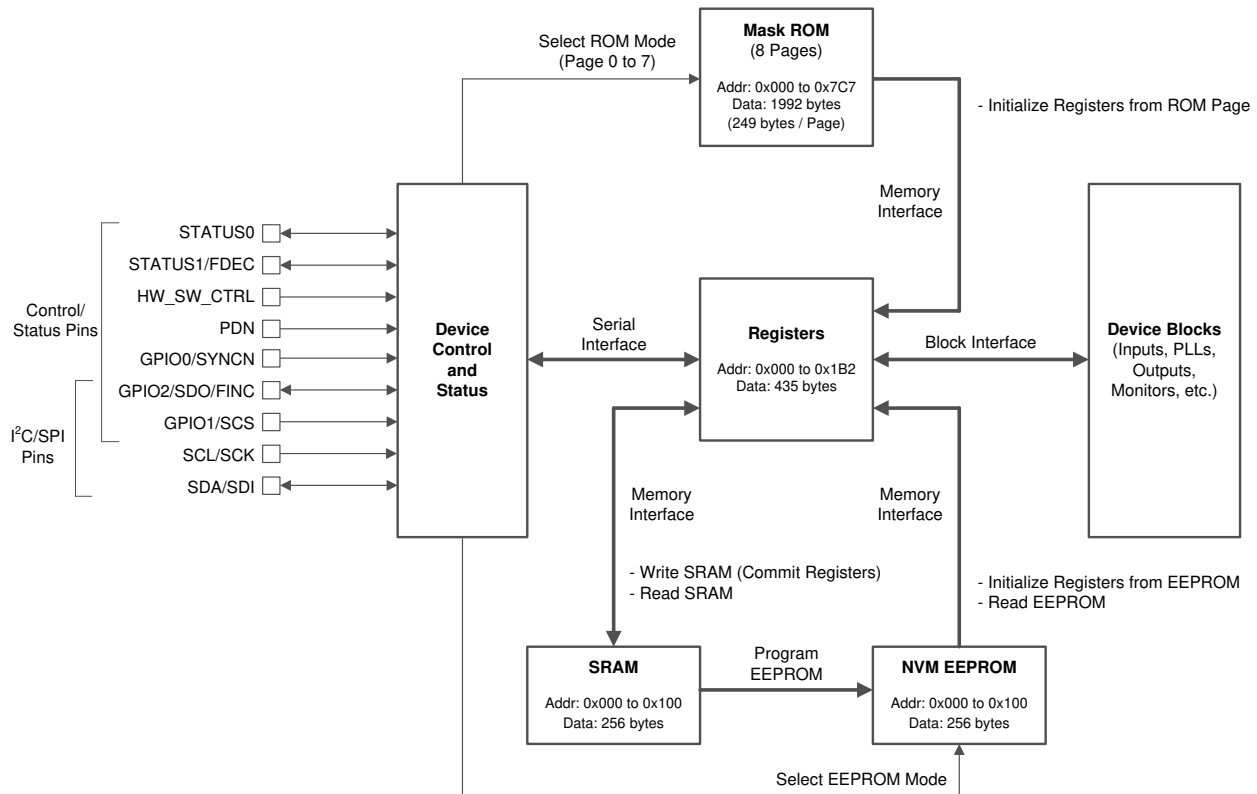 Mask ROM
(8 Pages)
Addr: 0x000 to 0x7C7
Data: 1992 bytes
(249 bytes / Page)
Select ROM Mode
(Page 0 to 7)
- Initialize Registers from ROM Page
Memory
Interface
Control/
Status Pins
I²C/SPI
Pins
STATUS0
STATUS1/FDEC
HW_SW_CTRL
PDN
GPIO0/SYNCN
GPIO2/SDO/FINC
GPIO1/SCS
SCL/SCK
SDA/SDI
Device
Control
and
Status
Serial
Interface
Registers
Addr: 0x000 to 0x1B2
Data: 435 bytes
Block Interface
Device Blocks
(Inputs, PLLs,
Outputs,
Monitors, etc.)
Memory
Interface
- Write SRAM (Commit Registers)
- Read SRAM
Memory
Interface
- Initialize Registers from EEPROM
- Read EEPROM
SRAM
Addr: 0x000 to 0x100
Data: 256 bytes
Program
EEPROM
NVM EEPROM
Addr: 0x000 to 0x100
Data: 256 bytes
Select EEPROM Mode